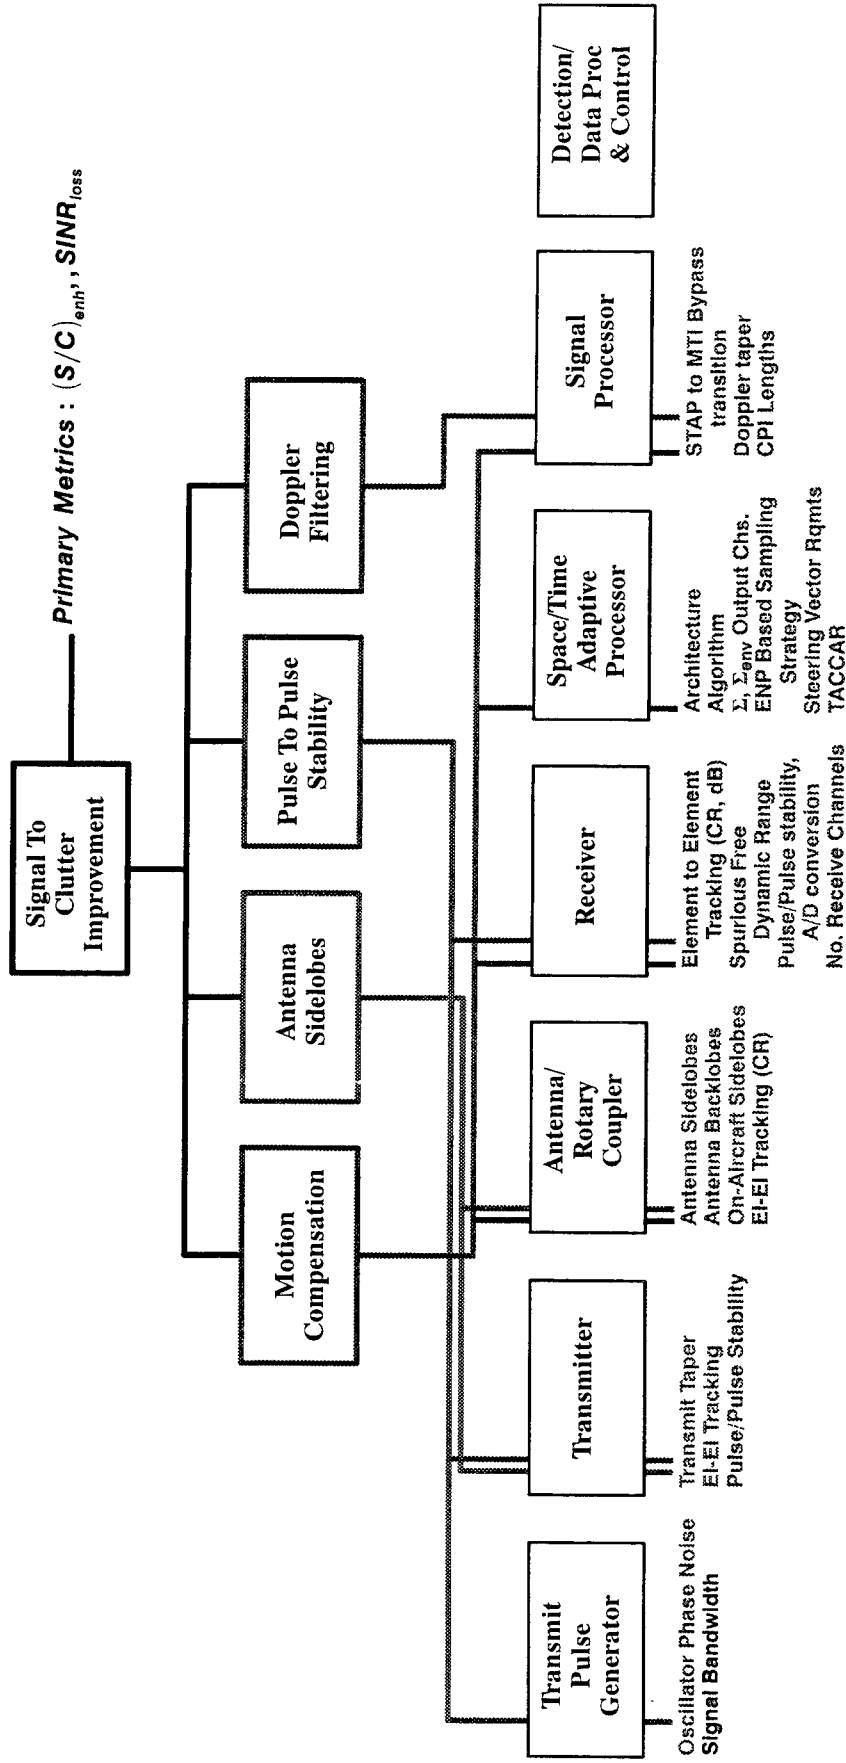 Signal To
Clutter
Improvement
Primary Metrics : (S/C)enh, , SINRloss
Motion
Compensation
Antenna
Sidelobes
Pulse To Pulse
Stability
Doppler
Filtering
Transmit
Pulse
Generator
Transmitter
Antenna/
Rotary
Coupler
Receiver
Space/Time
Adaptive
Processor
Signal
Processor
Detection/
Data Proc
& Control
Oscillator Phase Noise
Signal Bandwidth
Transmit Taper
El-El Tracking
Pulse/Pulse Stability
Antenna Sidelobes
Antenna Backlobes
On-Aircraft Sidelobes
El-El Tracking (CR)
Element to Element
Tracking (CR, dB)
Spurious Free
Dynamic Range
Pulse/Pulse stability,
A/D conversion
No. Receive Channels
Architecture
Algorithm
Σ, Σenv Output Chs.
ENP Based Sampling
Strategy
Steering Vector Rqmts
TACCAR
STAP to MTI Bypass
transition
Doppler taper
CPI Lengths